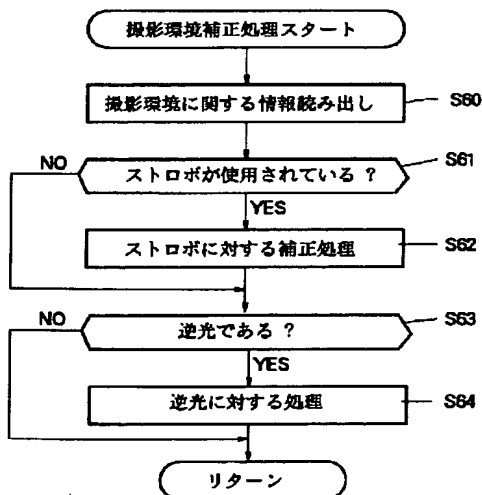 撮影環境補正処理スタート
撮影環境に関する情報読み出し
S60
ストロボが使用されている ?
S61
NO
YES
ストロボに対する補正処理
S62
逆光である ?
S63
NO
YES
逆光に対する処理
S64
リターン